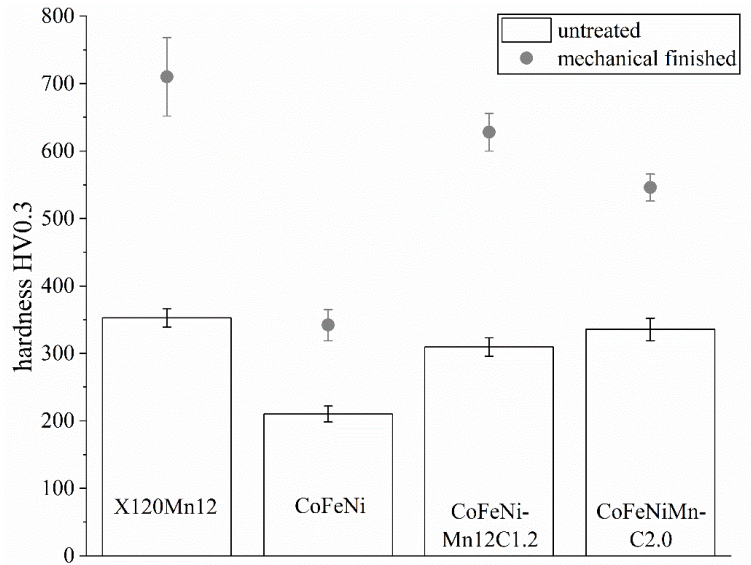 800
700
600
500
400
300
200
100
0
hardness HV0.3
untreated
mechanical finished
X120Mn12
CoFeNi
CoFeNi-
Mn12C1.2
CoFeNiMn-
C2.0